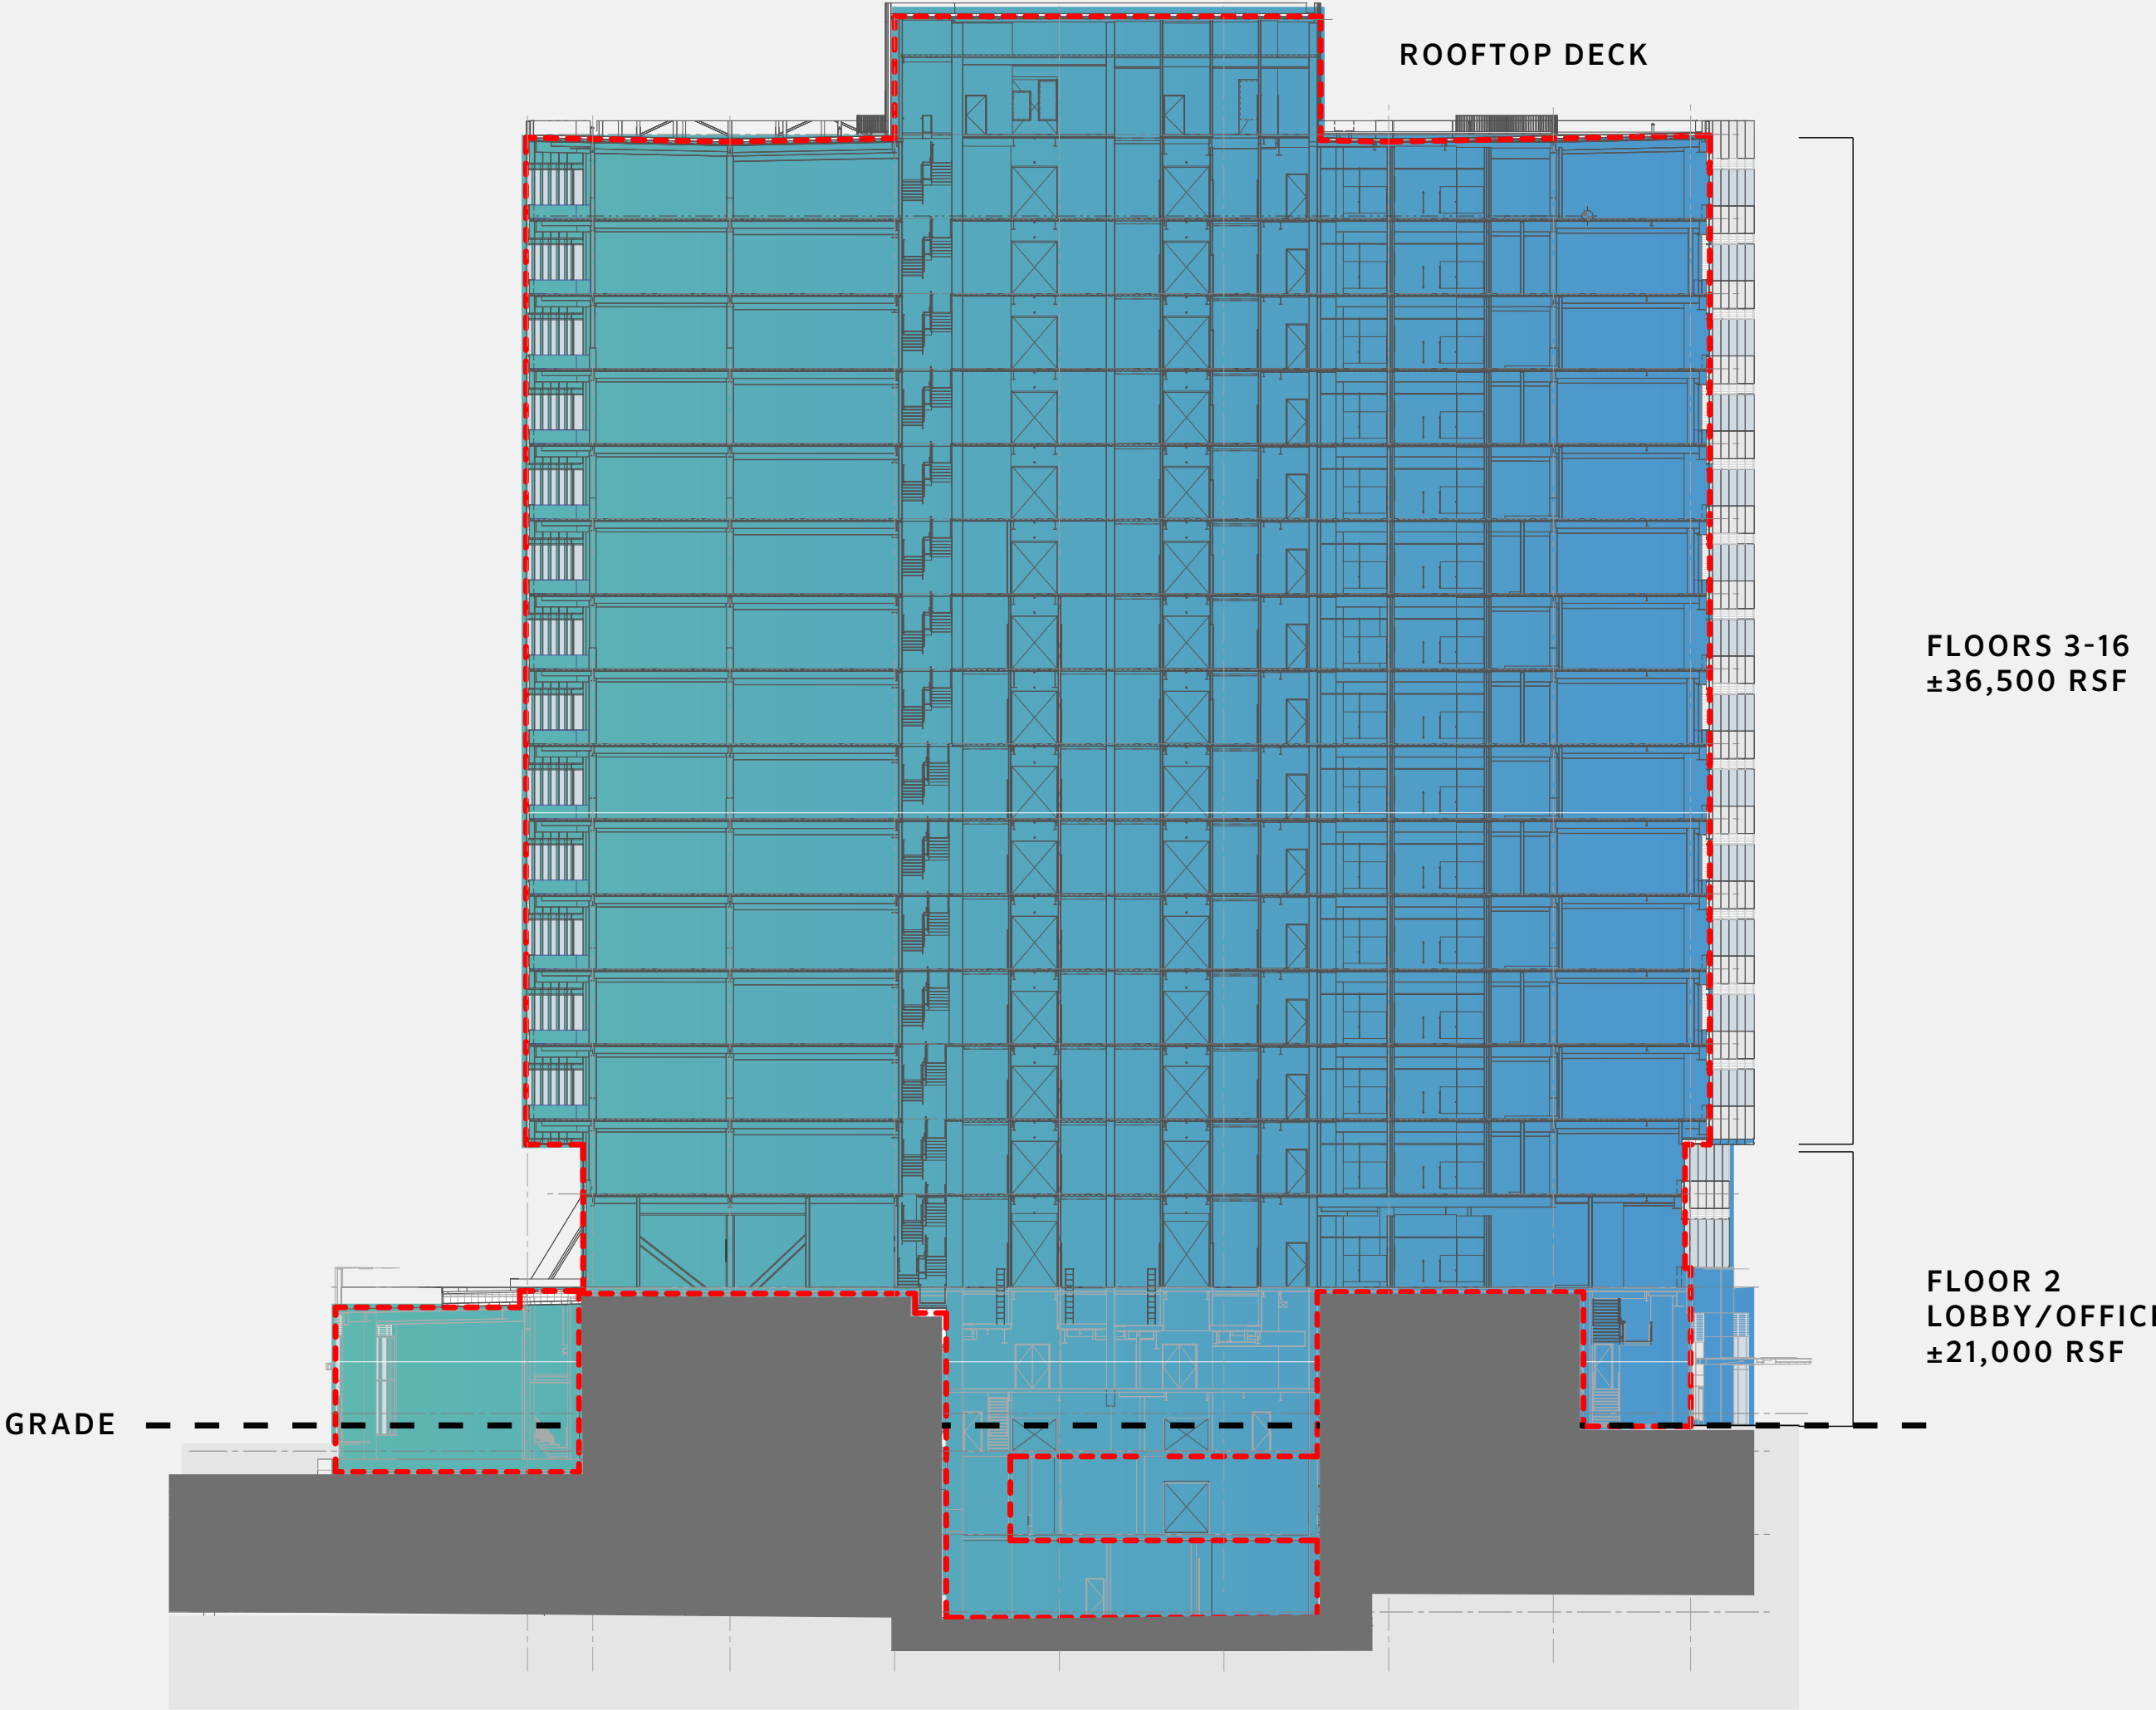 ROOFTOP DECK
FLOORS 3-16
±36,500 RSF
FLOOR 2
LOBBY/OFFIC
±21,000 RSF
GRADE